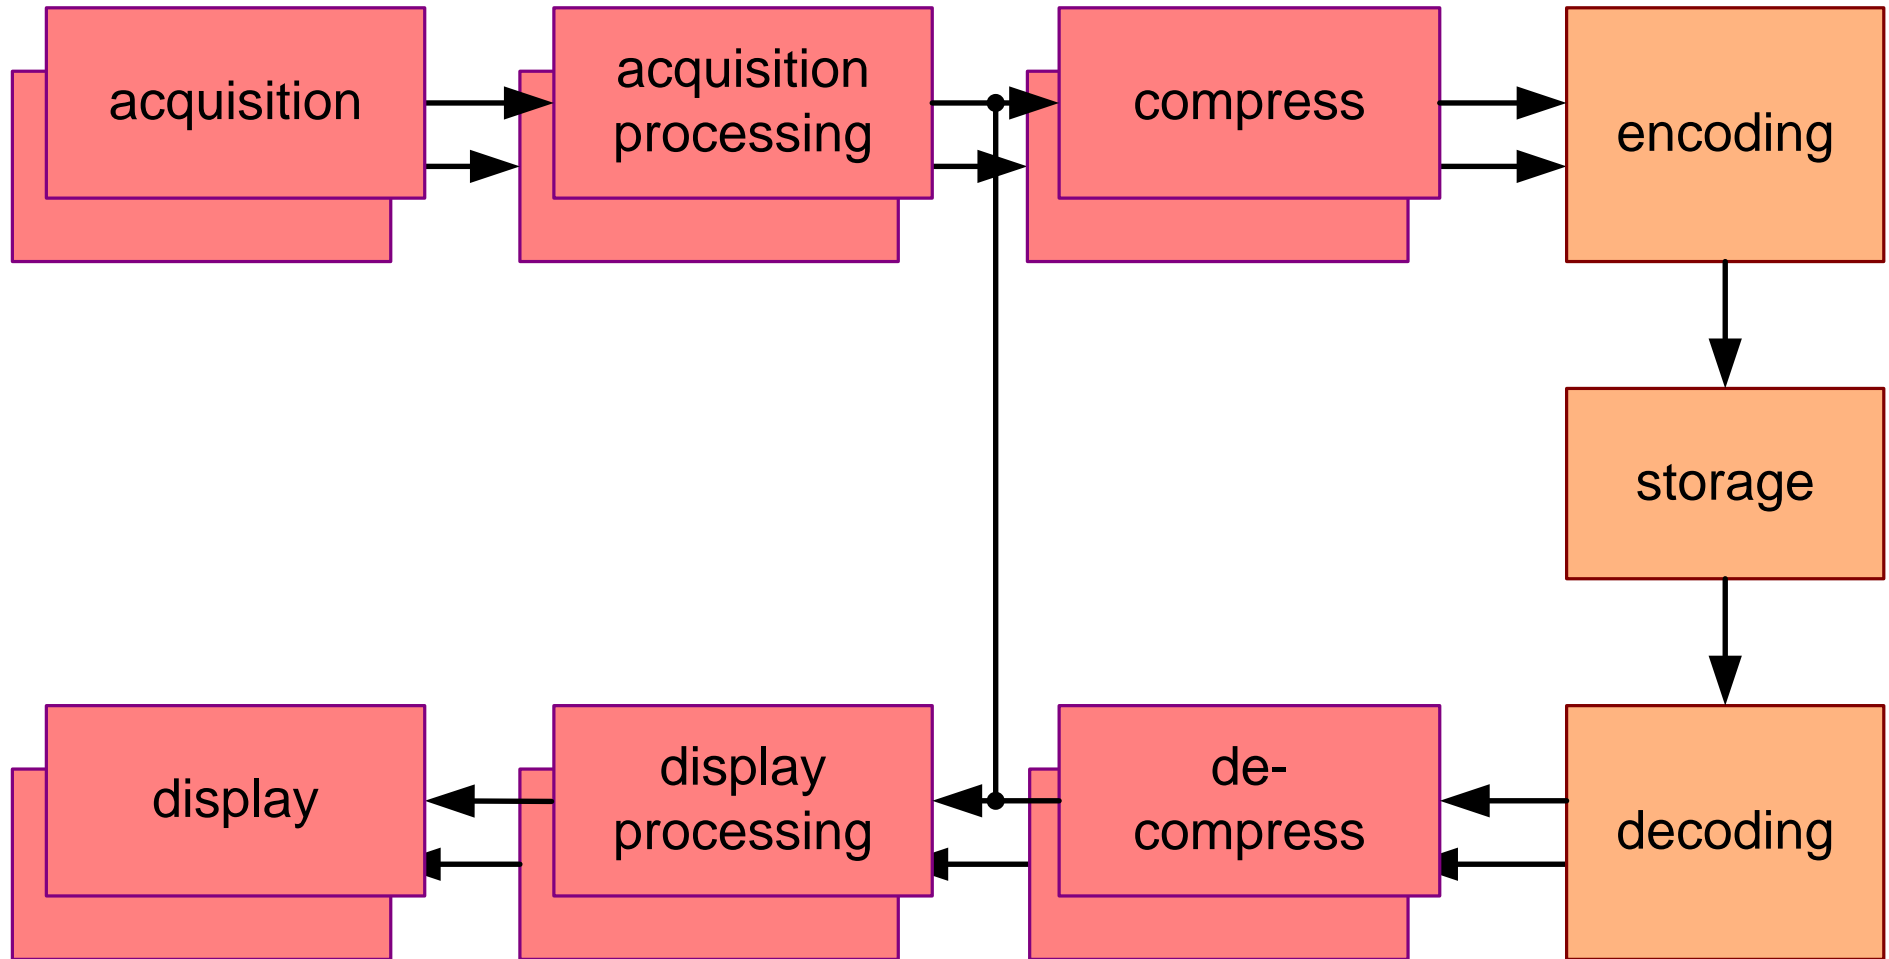 acquisition
acquisition
processing
compress
encoding
storage
display
display
processing
de-
compress
decoding